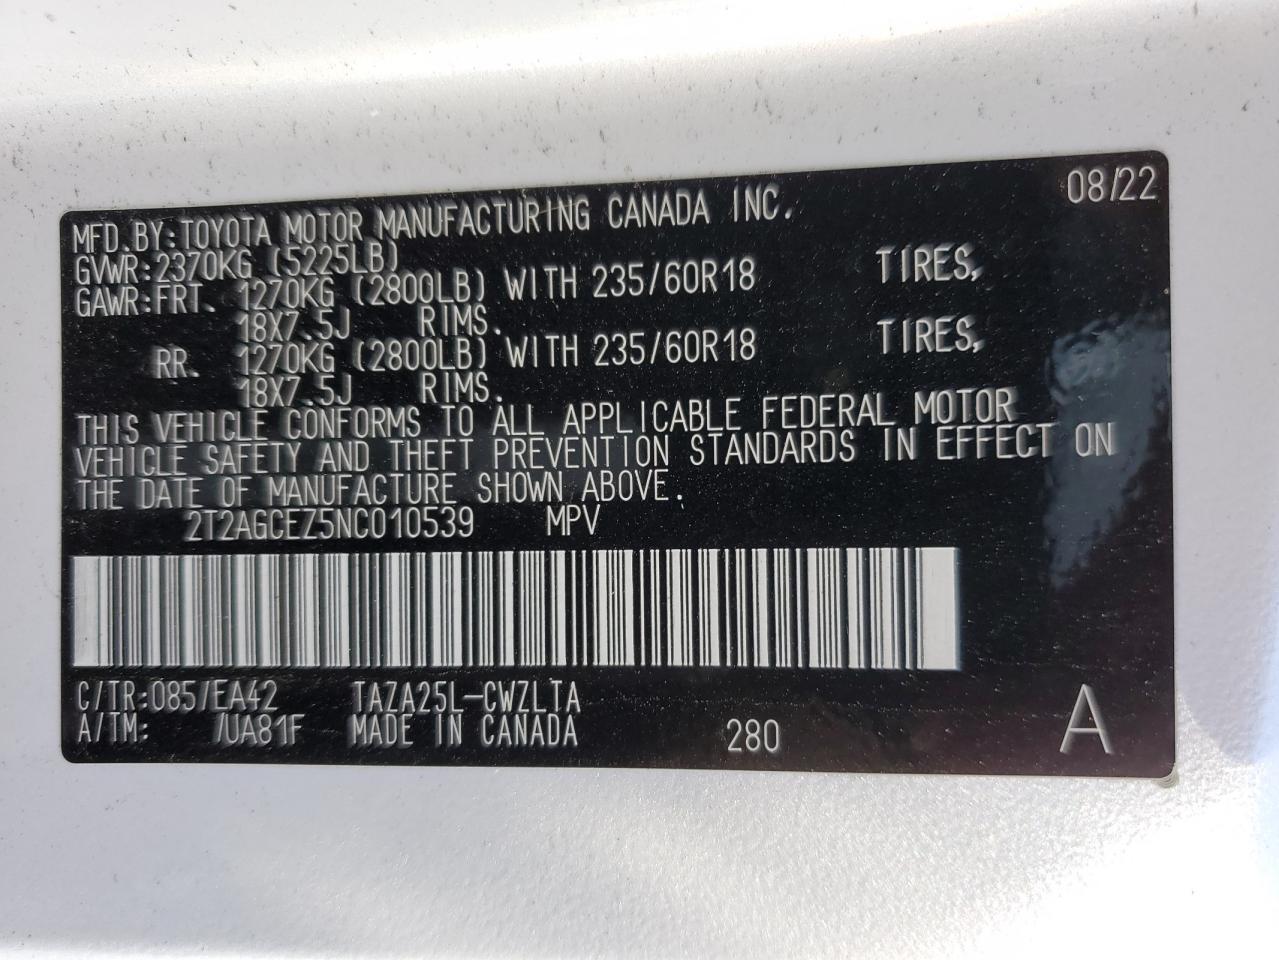 08/22
MFD.BY:TOYOTA MOTOR MANUFACTURING CANADA INC.
GVWR:2370KG (5225LB)
GAWR:FRT. 1270KG (2800LB) WITH 235/60R18 TIRES,
18X7.5J RIMS.
RR. 1270KG (2800LB) WITH 235/60R18 TIRES,
18X7.5J RIMS.
THIS VEHICLE CONFORMS TO ALL APPLICABLE FEDERAL MOTOR
VEHICLE SAFETY AND THEFT PREVENTION STANDARDS IN EFFECT ON
THE DATE OF MANUFACTURE SHOWN ABOVE.
2T2AGCEZ5NC010539 MPV
C/TR:085/EA42 TAZA25L-CWZLTA
A/TM: /UA81F MADE IN CANADA 280 A